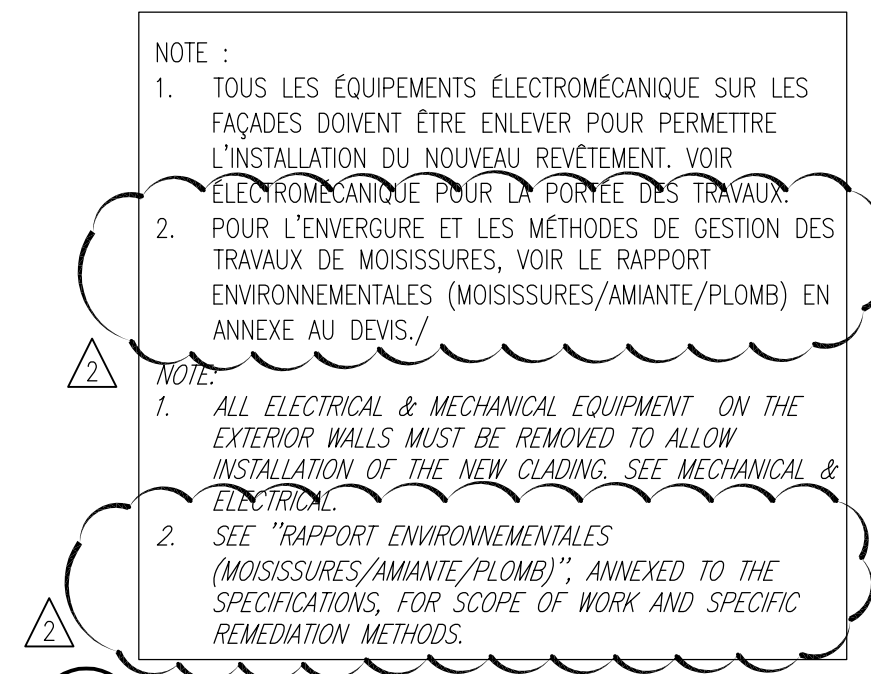 NOTE :
1. TOUS LES ÉQUIPEMENTS ÉLECTROMÉCANIQUE SUR LES
FAÇADES DOIVENT ÊTRE ENLEVER POUR PERMETTRE
L'INSTALLATION DU NOUVEAU REVÊTEMENT. VOIR
ÉLECTROMÉCANIQUE POUR LA PORTÉE DES TRAVAUX.
2. POUR L'ENVERGURE ET LES MÉTHODES DE GESTION DES
TRAVAUX DE MOISISSURES, VOIR LE RAPPORT
ENVIRONNEMENTALES (MOISISSURES/AMIANTE/PLOMB) EN
ANNEXE AU DEVIS./
2
NOTE:
1. ALL ELECTRICAL & MECHANICAL EQUIPMENT ON THE
EXTERIOR WALLS MUST BE REMOVED TO ALLOW
INSTALLATION OF THE NEW CLADING. SEE MECHANICAL &
ELECTRICAL.
2. SEE ''RAPPORT ENVIRONNEMENTALES
(MOISISSURES/AMIANTE/PLOMB)'', ANNEXED TO THE
SPECIFICATIONS, FOR SCOPE OF WORK AND SPECIFIC
REMEDIATION METHODS.
2